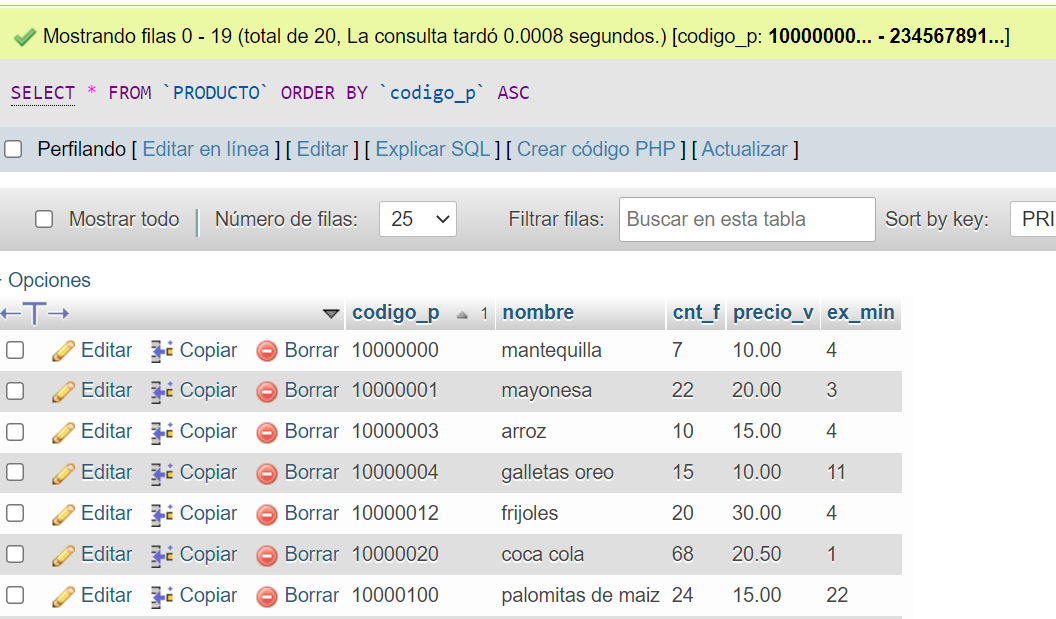 Mostrando filas 0 - 19 (total de 20, La consulta tardó 0.0008 segundos.) [codigo_p: 10000000... - 234567891...]
SELECT * FROM `PRODUCTO` ORDER BY `codigo_p` ASC
Perfilando [ Editar en línea ] [ Editar ] [ Explicar SQL ] [ Crear código PHP ] [ Actualizar ]
Mostrar todo Número de filas: 25 Filtrar filas: Buscar en esta tabla Sort by key: PRI
Opciones
codigo_p 1 nombre cnt_f precio_v ex_min
Editar Copiar Borrar 10000000 mantequilla 7 10.00 4
Editar Copiar Borrar 10000001 mayonesa 22 20.00 3
Editar Copiar Borrar 10000003 arroz 10 15.00 4
Editar Copiar Borrar 10000004 galletas oreo 15 10.00 11
Editar Copiar Borrar 10000012 frijoles 20 30.00 4
Editar Copiar Borrar 10000020 coca cola 68 20.50 1
Editar Copiar Borrar 10000100 palomitas de maiz 24 15.00 22